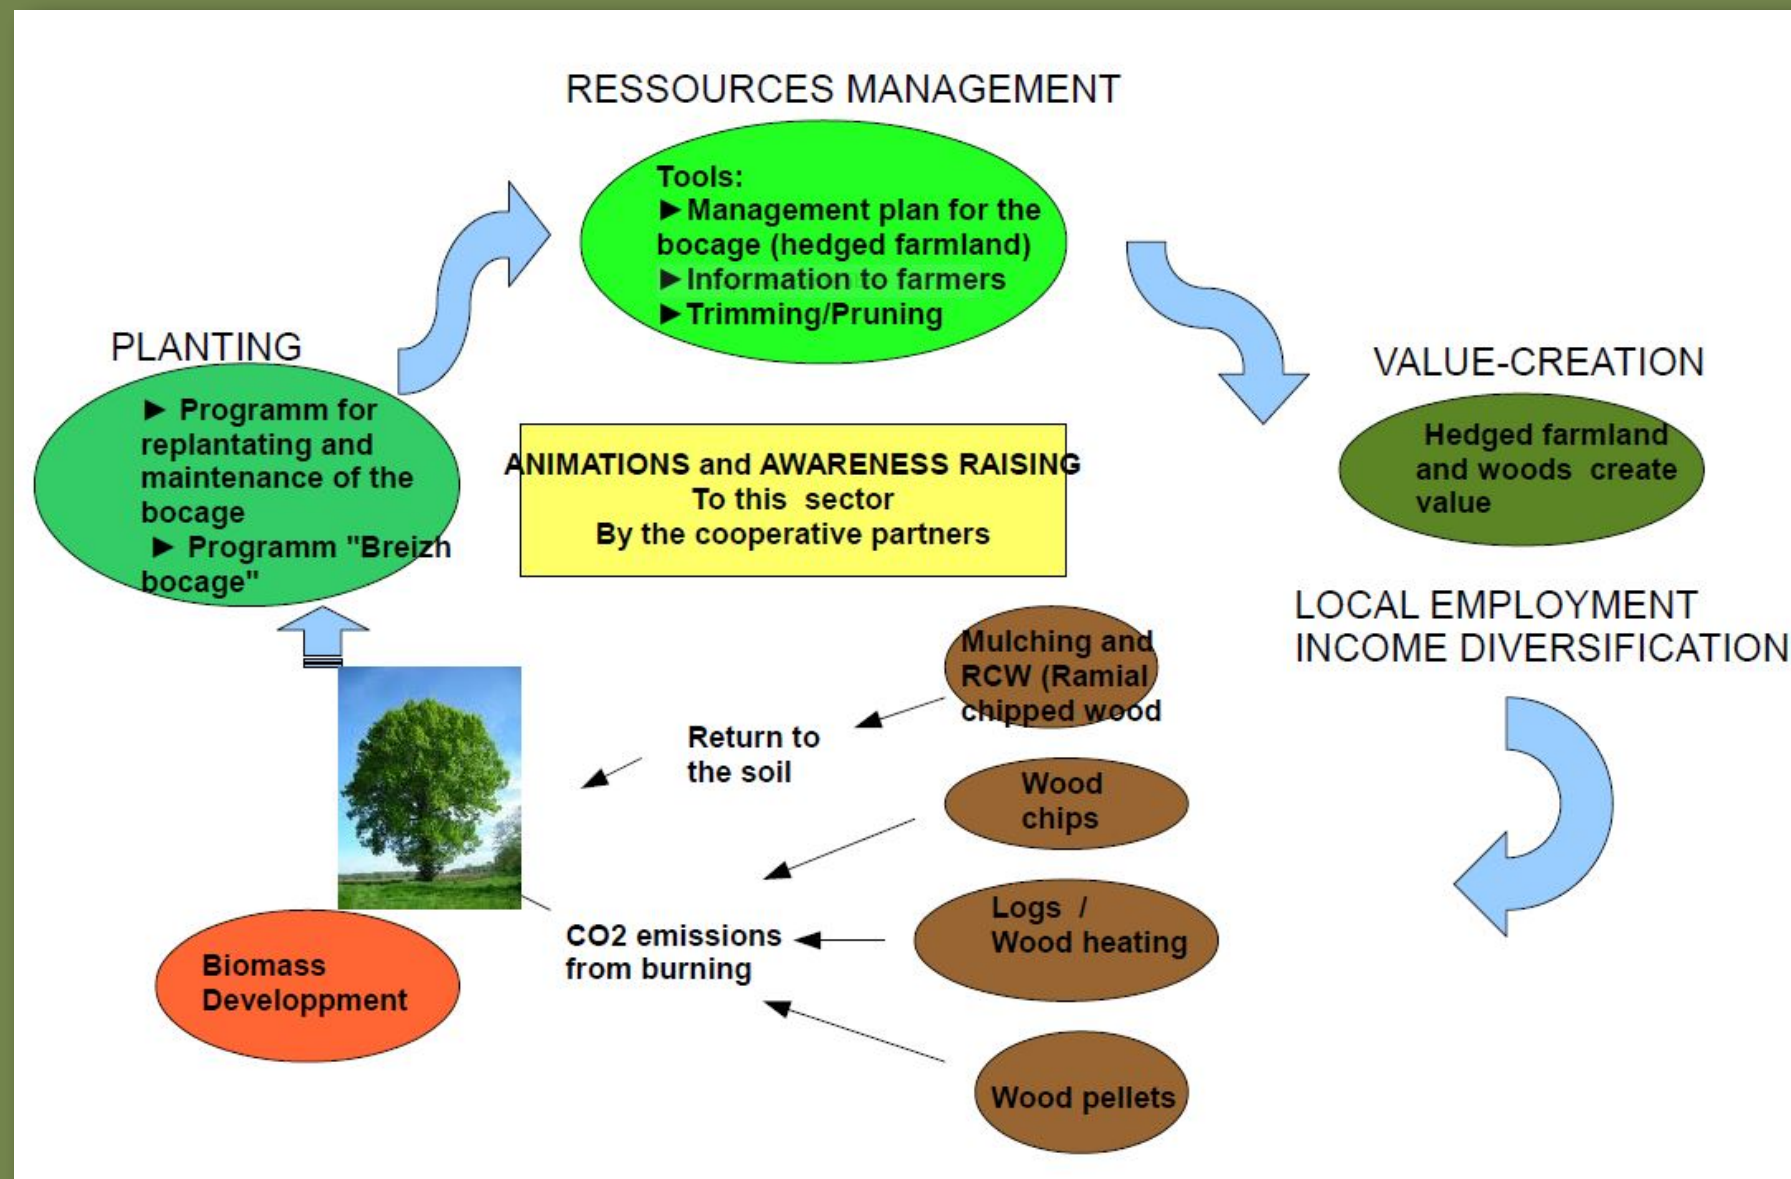 RESSOURCES MANAGEMENT
Tools:
►Management plan for the
bocage (hedged farmland)
►Information to farmers
►Trimming/Pruning
PLANTING
► Programm for
replantating and
maintenance of the
bocage
► Programm "Breizh
bocage"
ANIMATIONS and AWARENESS RAISING
To this sector
By the cooperative partners
VALUE-CREATION
Hedged farmland
and woods create
value
LOCAL EMPLOYMENT
INCOME DIVERSIFICATION
Mulching and
RCW (Ramial
chipped wood
Return to
the soil
Wood
chips
Logs /
Wood heating
CO2 emissions
from burning
Wood pellets
Biomass
Developpment